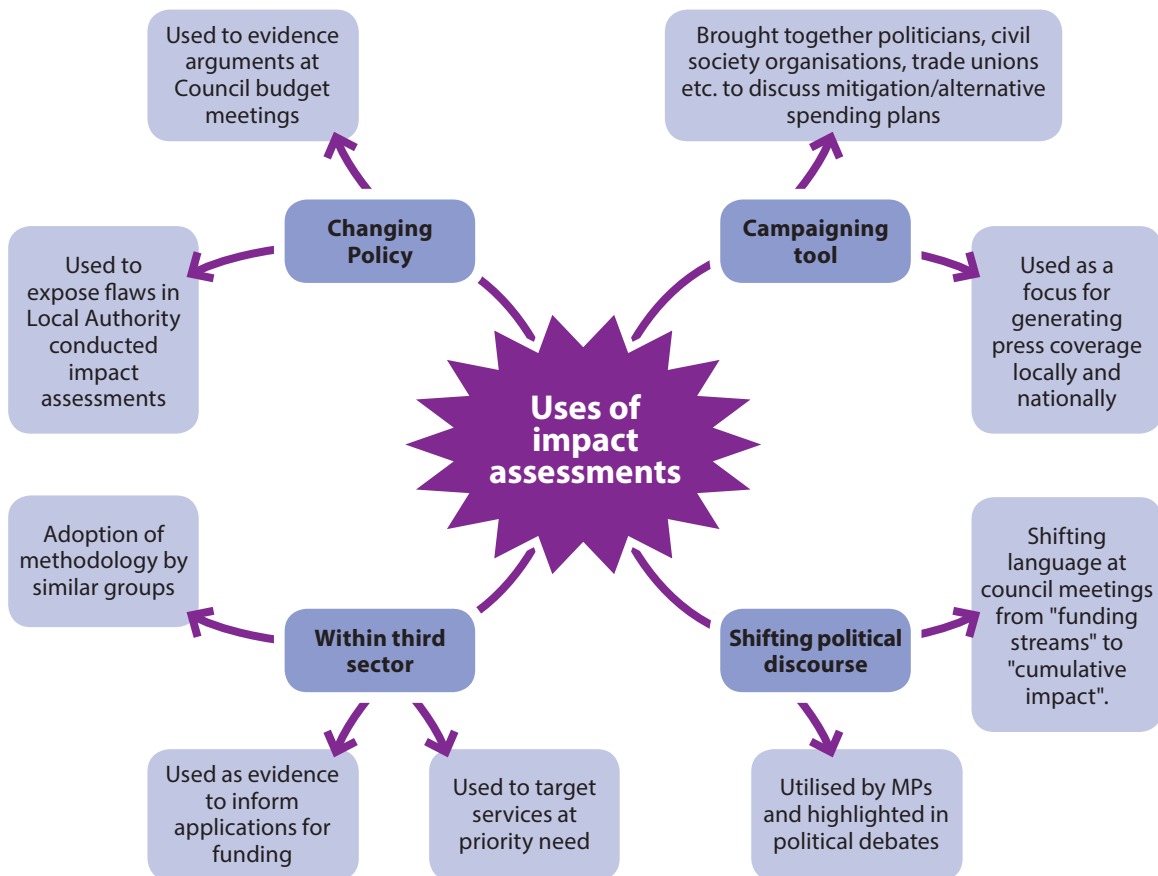 Used to evidence
arguments at
Council budget
meetings
Brought together politicians, civil
society organisations, trade unions
etc. to discuss mitigation/alternative
spending plans
Changing
Policy
Campaigning
tool
Used to
expose flaws in
Local Authority
conducted
impact
assessments
Used as a
focus for
generating
press coverage
locally and
nationally
Uses of
impact
assessments
Adoption of
methodology by
similar groups
Shifting
language at
council meetings
from "funding
streams" to
"cumulative
impact".
Within third
sector
Shifting political
discourse
Used as evidence
to inform
applications for
funding
Used to target
services at
priority need
Utilised by MPs
and highlighted in
political debates